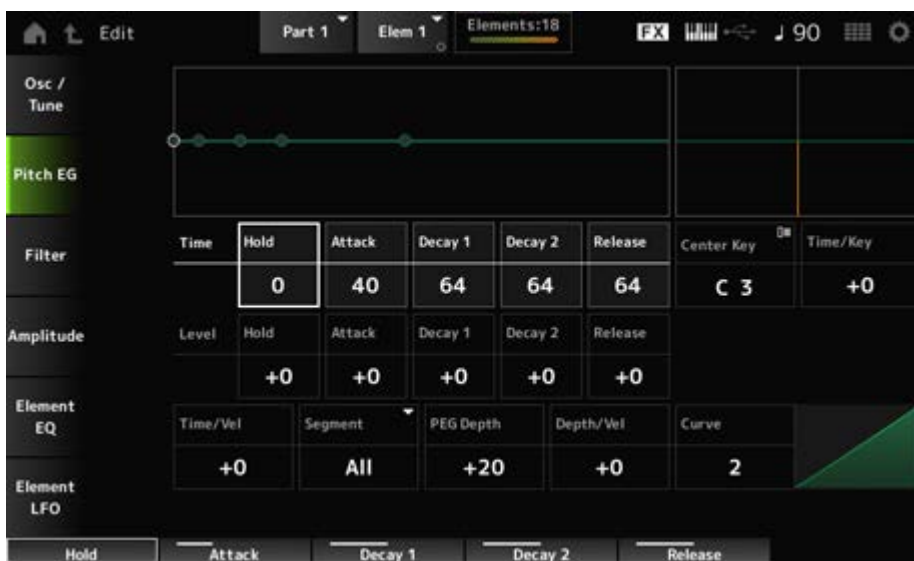 Edit
Part 1
Elem 1
Elements:18
FX
90
Osc /
Tune
Pitch EG
Filter
Amplitude
Element
EQ
Element
LFO
Time
Hold
Attack
Decay 1
Decay 2
Release
Center Key
Time/Key
0
40
64
64
64
C 3
+0
Level
Hold
Attack
Decay 1
Decay 2
Release
+0
+0
+0
+0
+0
Time/Vel
Segment
PEG Depth
Depth/Vel
Curve
+0
All
+20
+0
2
Hold
Attack
Decay 1
Decay 2
Release